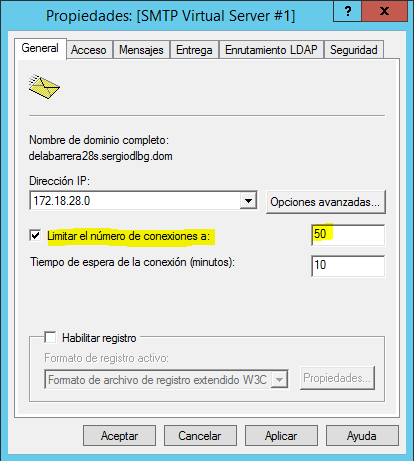 Propiedades: [SMTP Virtual Server #1]
? x
General Acceso Mensajes Entrega Enrutamiento LDAP Seguridad
Nombre de dominio completo:
delabarrera28s.sergiodlbg.dom
Dirección IP:
172.18.28.0 Opciones avanzadas...
Limitar el número de conexiones a: 50
Tiempo de espera de la conexión (minutos): 10
Habilitar registro
Formato de registro activo:
Formato de archivo de registro extendido W3C Propiedades...
Aceptar Cancelar Aplicar Ayuda